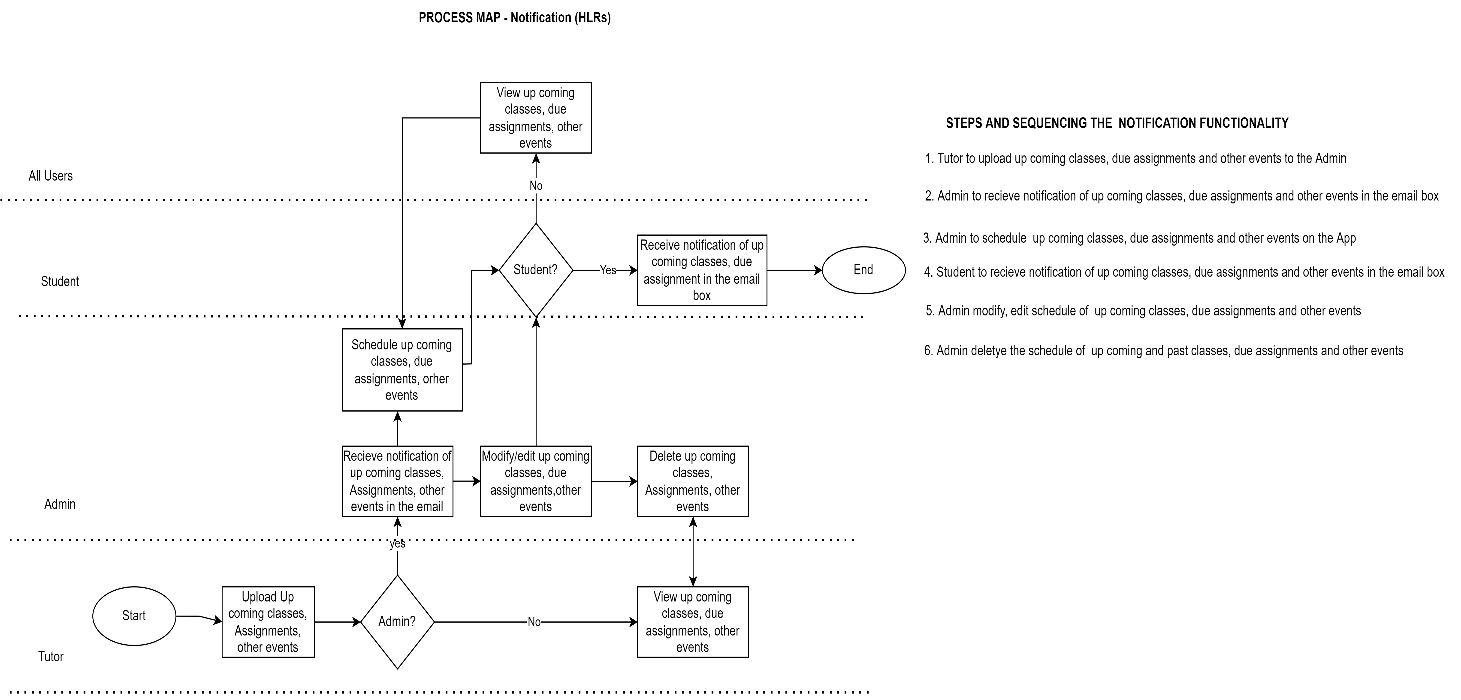 PROCESS MAP - Notification (HLRs)
View up coming
classes, due
assignments, other
events
STEPS AND SEQUENCING THE NOTIFICATION FUNCTIONALITY
1. Tutor to upload up coming classes, due assignments and other events to the Admin
All Users
No
2. Admin to recieve notification of up coming classes, due assignments and other events in the email box
3. Admin to schedule up coming classes, due assignments and other events on the App
Student
Student?
Yes
Receive notification of up
coming classes, due
assignment in the email
box
End
4. Student to recieve notification of up coming classes, due assignments and other events in the email box
5. Admin modify, edit schedule of up coming classes, due assignments and other events
6. Admin deletye the schedule of up coming and past classes, due assignments and other events
Schedule up coming
classes, due
assignments, orher
events
Recieve notification of
up coming classes,
Assignments, other
events in the email
Modify/edit up coming
classes, due
assignments,other
events
Delete up coming
classes,
Assignments, other
events
Admin
yes
Start
Upload Up
coming classes,
Assignments,
other events
Admin?
No
View up coming
classes, due
assignments, other
events
Tutor